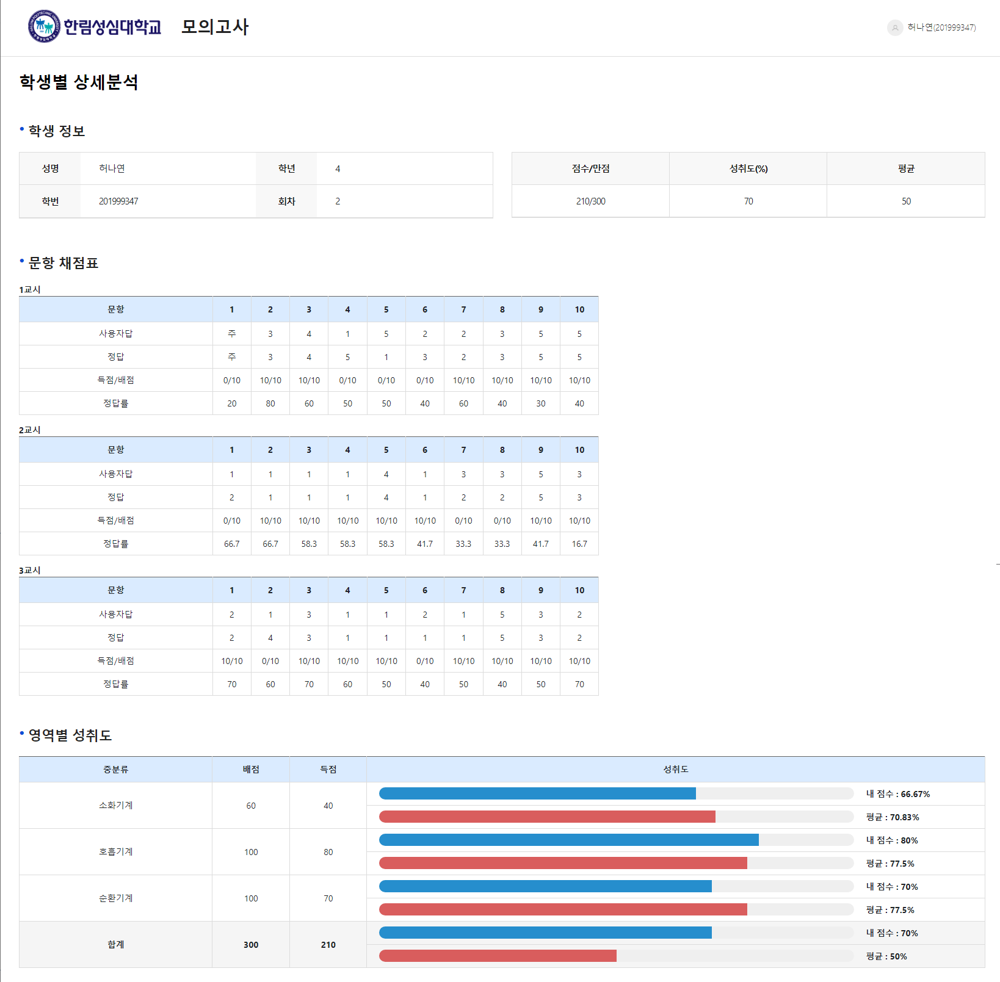 한림성심대학교 모의고사
허나연(201999347)
학생별 상세분석
학생 정보
성명 허나연 학년 4
학번 201999347 회차 2
점수/만점 성취도(%) 평균
210/300 70 50
문항 채점표
1교시
문항 1 2 3 4 5 6 7 8 9 10
사용자답 주 3 4 1 5 2 2 3 5 5
정답 주 3 4 5 1 3 2 3 5 5
득점/배점 0/10 10/10 10/10 0/10 0/10 0/10 10/10 10/10 10/10 10/10
정답률 20 80 60 50 50 40 60 40 30 40
2교시
문항 1 2 3 4 5 6 7 8 9 10
사용자답 1 1 1 1 4 1 3 3 5 3
정답 2 1 1 1 4 1 2 2 5 3
득점/배점 0/10 10/10 10/10 10/10 10/10 10/10 0/10 0/10 10/10 10/10
정답률 66.7 66.7 58.3 58.3 58.3 41.7 33.3 33.3 41.7 16.7
3교시
문항 1 2 3 4 5 6 7 8 9 10
사용자답 2 1 3 1 1 2 1 5 3 2
정답 2 4 3 1 1 1 1 5 3 2
득점/배점 10/10 0/10 10/10 10/10 10/10 0/10 10/10 10/10 10/10 10/10
정답률 70 60 70 60 50 40 50 40 50 70
영역별 성취도
중분류 배점 득점 성취도
소화기계 60 40 내 점수 : 66.67%
평균 : 70.83%
호흡기계 100 80 내 점수 : 80%
평균 : 77.5%
순환기계 100 70 내 점수 : 70%
평균 : 77.5%
합계 300 210 내 점수 : 70%
평균 : 50%